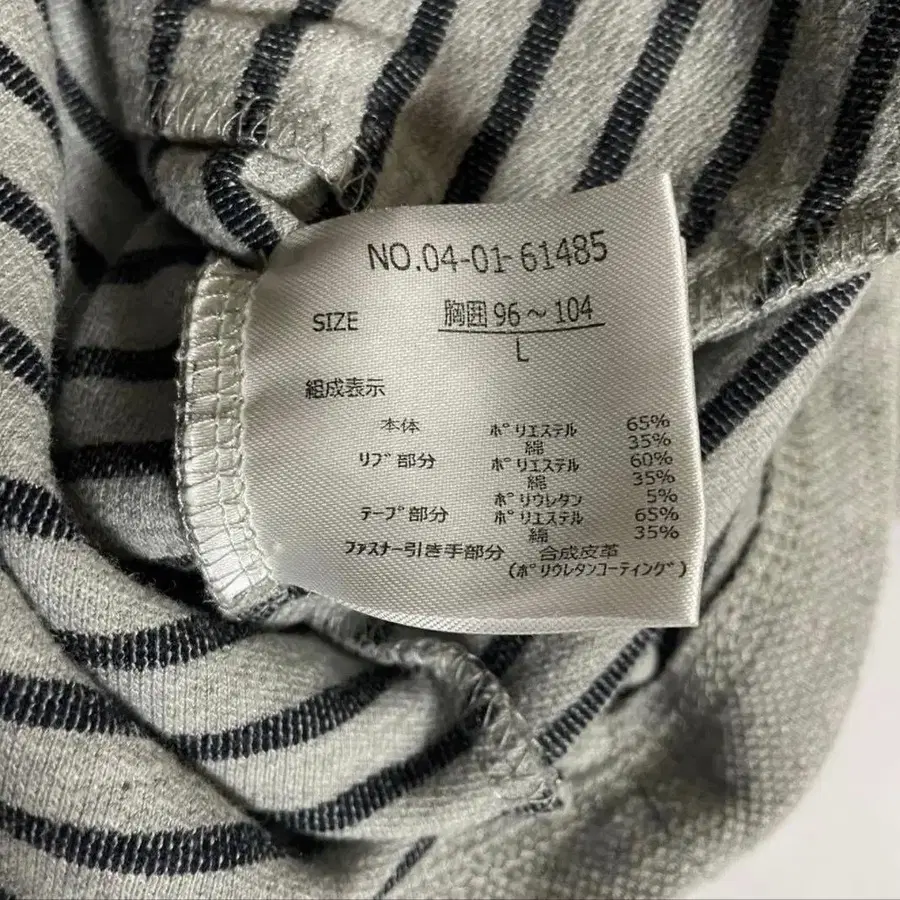 NO.04-01-61485
SIZE 胸囲96～104
L
組成表示
本体 ポリエステル 65%
綿 35%
リブ部分 ポリエステル 60%
綿 35%
ポリウレタン 5%
テープ部分 ポリエステル 65%
綿 35%
ファスナー引き手部分 合成皮革
(ポリウレタンコーティング)